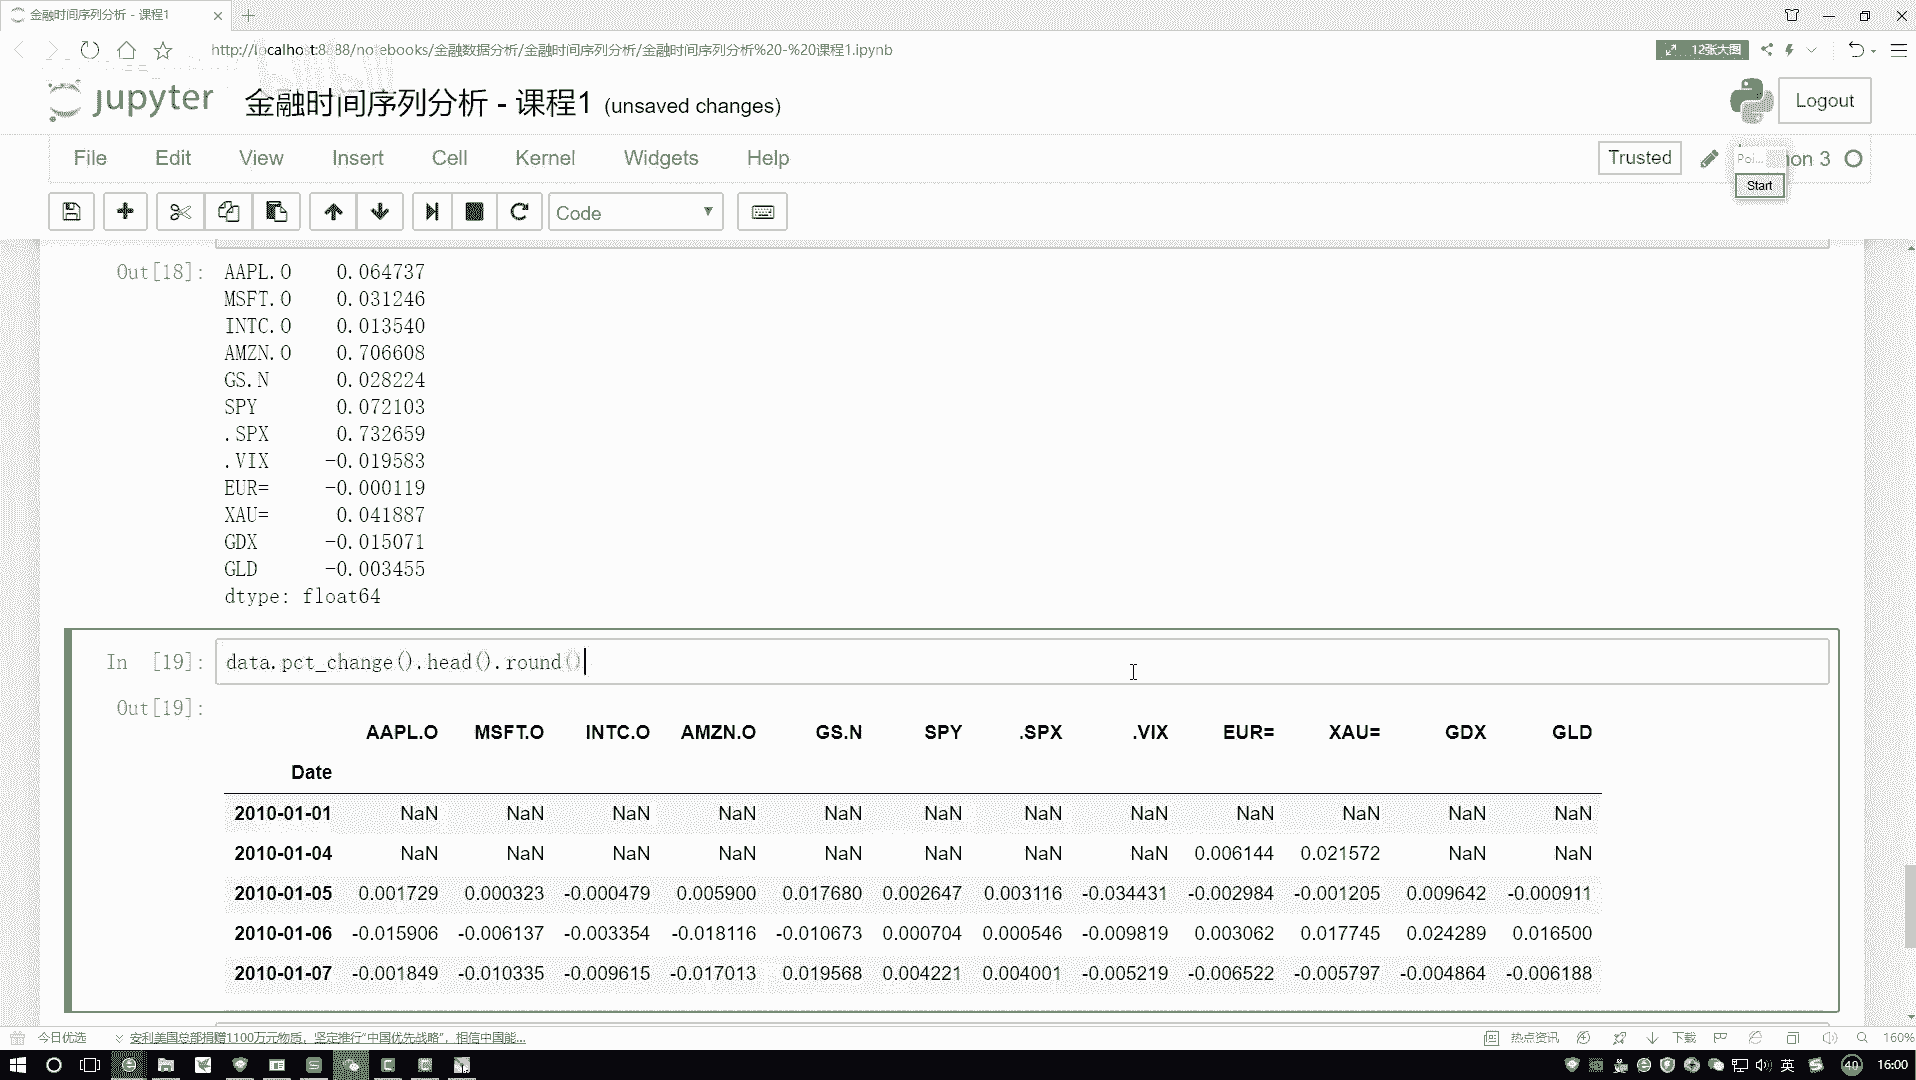 金融时间序列分析 - 课程1
http://localhost:8888/notebooks/金融数据分析/金融时间序列分析/金融时间序列分析%20-%20课程1.ipynb
12张大图
jupyter 金融时间序列分析 - 课程1 (unsaved changes)
Logout
File Edit View Insert Cell Kernel Widgets Help
Trusted
Poi... on 3
Start
Code
Out[18]:
AAPL.O 0.064737
MSFT.O 0.031246
INTC.O 0.013540
AMZN.O 0.706608
GS.N 0.028224
SPY 0.072103
.SPX 0.732659
.VIX -0.019583
EUR= -0.000119
XAU= 0.041887
GDX -0.015071
GLD -0.003455
dtype: float64
In [19]: data.pct_change().head().round()
Out[19]:
AAPL.O MSFT.O INTC.O AMZN.O GS.N SPY .SPX .VIX EUR= XAU= GDX GLD
Date
2010-01-01 NaN NaN NaN NaN NaN NaN NaN NaN NaN NaN NaN NaN
2010-01-04 NaN NaN NaN NaN NaN NaN NaN NaN 0.006144 0.021572 NaN NaN
2010-01-05 0.001729 0.000323 -0.000479 0.005900 0.017680 0.002647 0.003116 -0.034431 -0.002984 -0.001205 0.009642 -0.000911
2010-01-06 -0.015906 -0.006137 -0.003354 -0.018116 -0.010673 0.000704 0.000546 -0.009819 0.003062 0.017745 0.024289 0.016500
2010-01-07 -0.001849 -0.010335 -0.009615 -0.017013 0.019568 0.004221 0.004001 -0.005219 -0.006522 -0.005797 -0.004864 -0.006188
今日优选
安利美国总部捐赠1100万元物质，坚定推行“中国优先战略”，相信中国能...
热点资讯
下载
160%
英
40
16:00